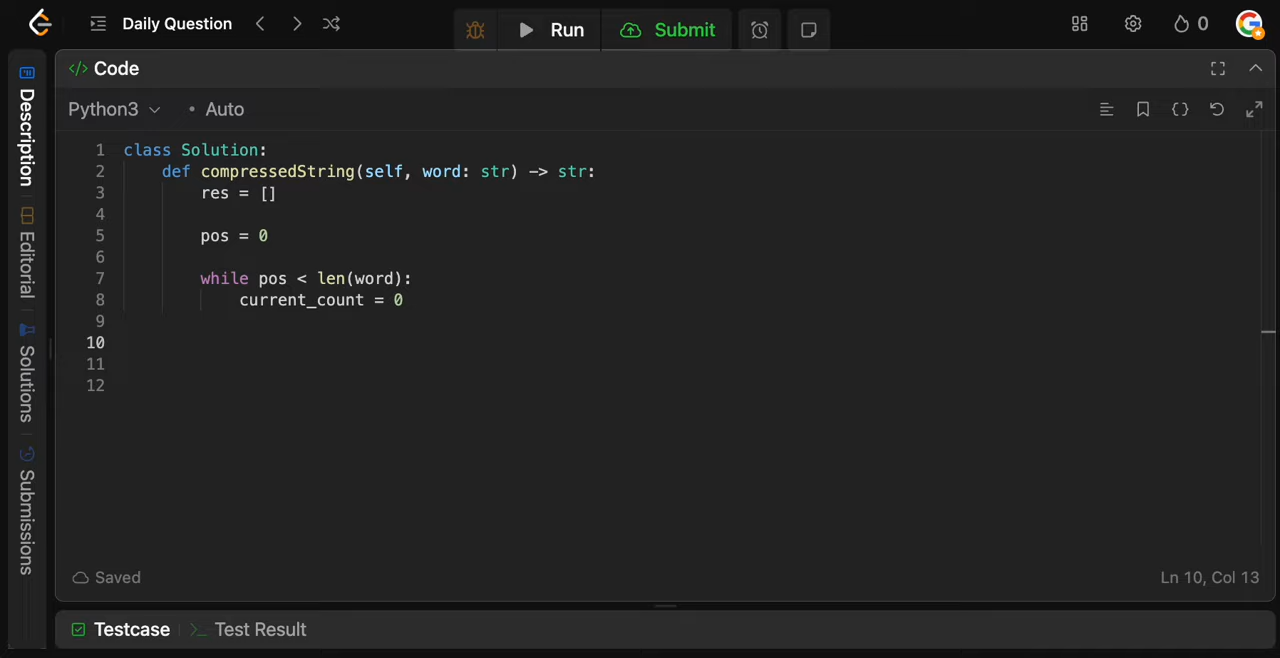 Daily Question
Run
Submit
0
</> Code
Python3
• Auto
1 class Solution:
2 def compressedString(self, word: str) -> str:
3 res = []
4
5 pos = 0
6
7 while pos < len(word):
8 current_count = 0
9
10
11
12
Saved
Ln 10, Col 13
Testcase
>_ Test Result
Description
Editorial
Solutions
Submissions